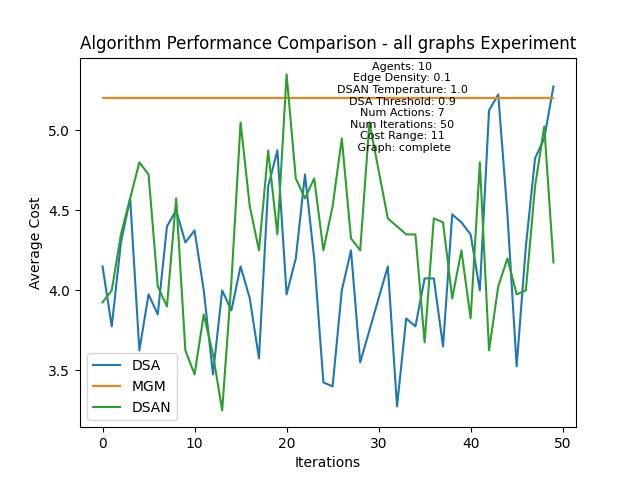 Algorithm Performance Comparison - all graphs Experiment
Agents: 10
Edge Density: 0.1
DSAN Temperature: 1.0
DSA Threshold: 0.9
Num Actions: 7
Num Iterations: 50
Cost Range: 11
Graph: complete
Average Cost
5.0
4.5
4.0
3.5
DSA
MGM
DSAN
0 10 20 30 40 50
Iterations